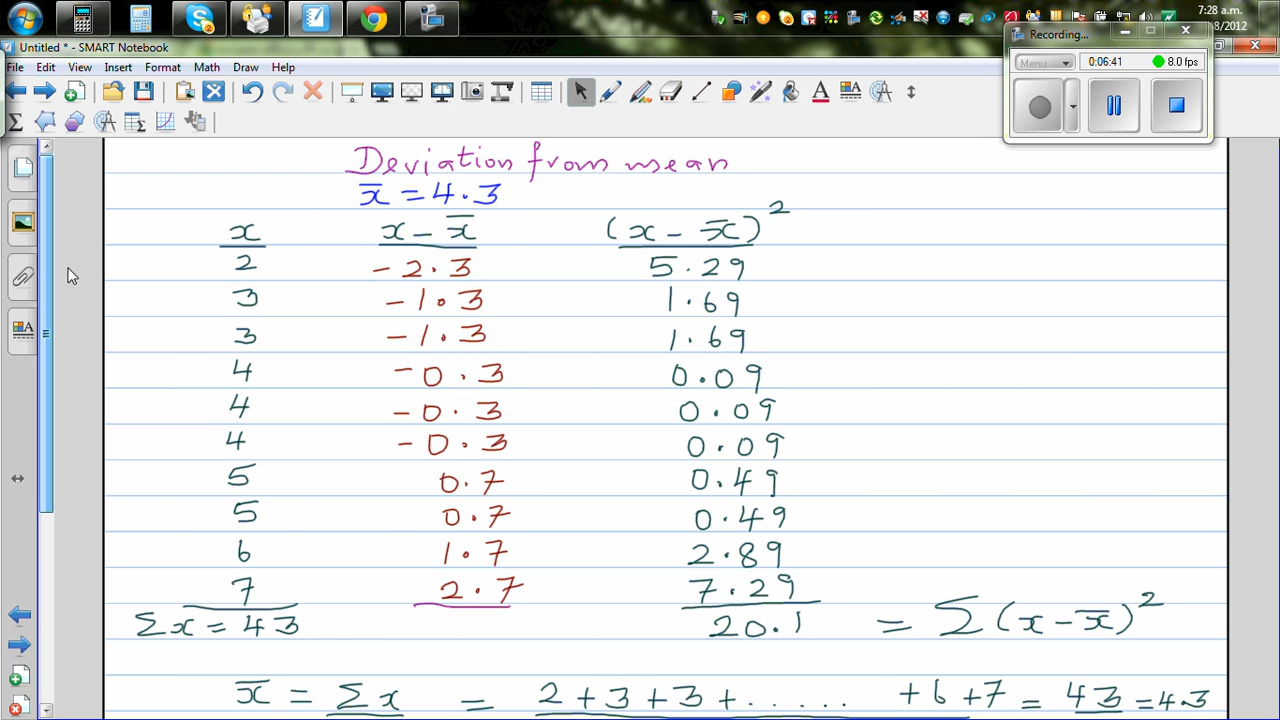 7:28 a.m.
8/2012
Untitled * - SMART Notebook
Recording...
File Edit View Insert Format Math Draw Help
Menu 0:06:41 8.0 fps
Deviation from mean
x̅ = 4.3
x x - x̅ (x - x̅)²
2 -2.3 5.29
3 -1.3 1.69
3 -1.3 1.69
4 -0.3 0.09
4 -0.3 0.09
4 -0.3 0.09
5 0.7 0.49
5 0.7 0.49
6 1.7 2.89
7 2.7 7.29
Σx = 43 20.1 = Σ(x - x̅)²
x̅ = Σx = 2+3+3+..... +6+7 = 43 = 4.3